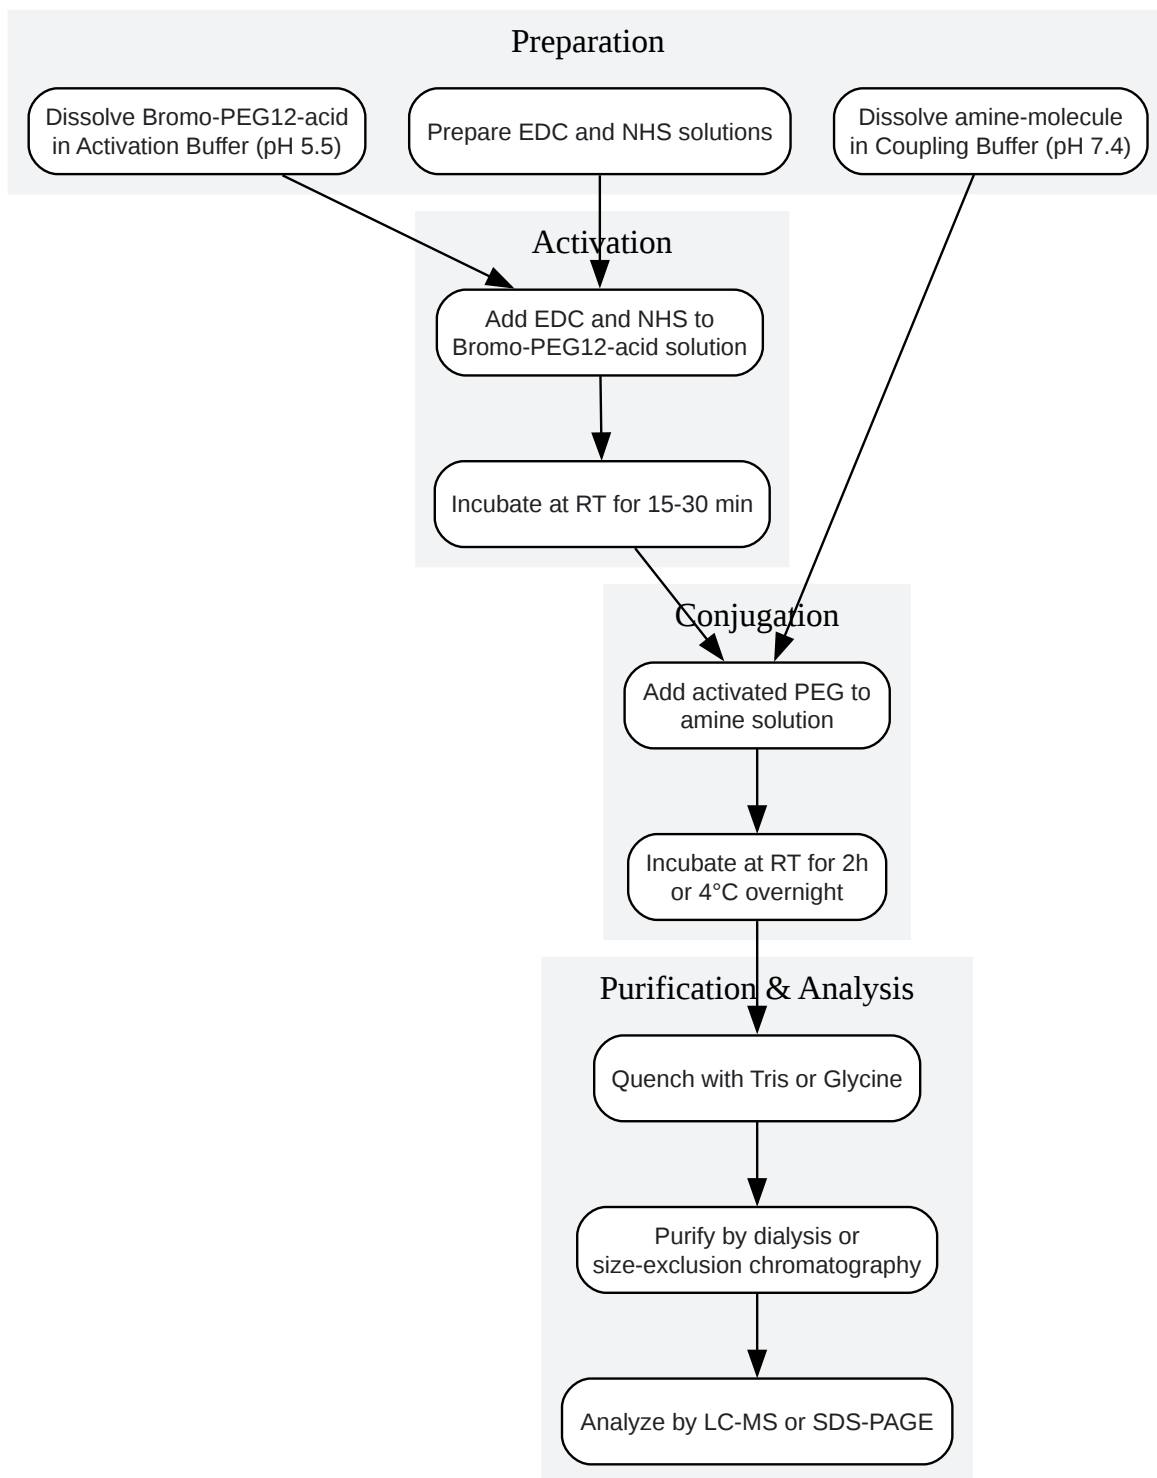 Preparation
Dissolve Bromo-PEG12-acid
in Activation Buffer (pH 5.5)
Prepare EDC and NHS solutions
Dissolve amine-molecule
in Coupling Buffer (pH 7.4)
Activation
Add EDC and NHS to
Bromo-PEG12-acid solution
Incubate at RT for 15-30 min
Conjugation
Add activated PEG to
amine solution
Incubate at RT for 2h
or 4°C overnight
Purification & Analysis
Quench with Tris or Glycine
Purify by dialysis or
size-exclusion chromatography
Analyze by LC-MS or SDS-PAGE